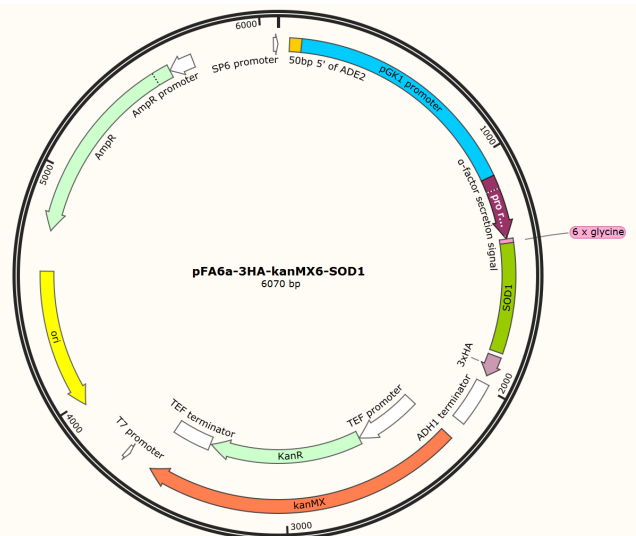 6000
SP6 promoter
50bp 5' of ADE2
pGK1 promoter
AmpR promoter
AmpR
1000
α-factor secretion signal
pro r...
6 x glycine
5000
pFA6a-3HA-kanMX6-SOD1
6070 bp
SOD1
ori
3xHA
2000
ADH1 terminator
TEF promoter
TEF terminator
KanR
T7 promoter
4000
kanMX
3000